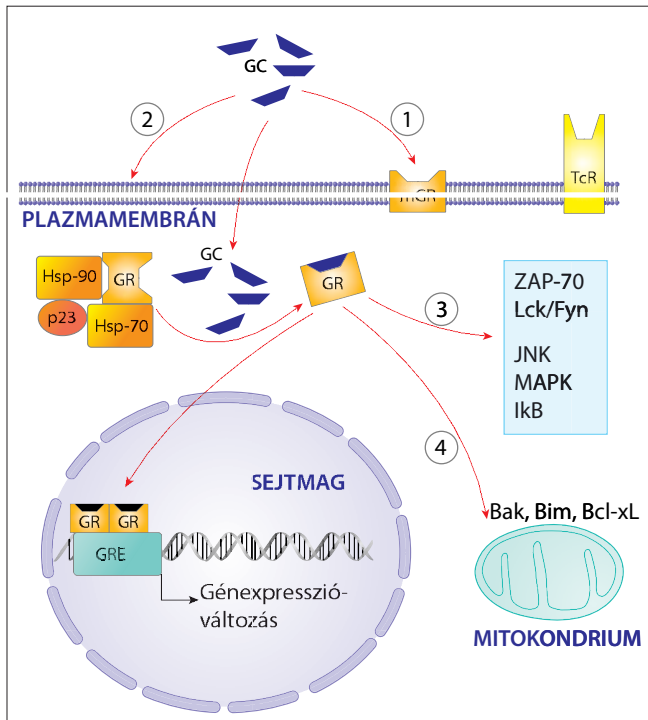 GC
2
1
TcR
mGR
PLAZMAMEMBRÁN
Hsp-90
GR
p23
Hsp-70
GC
GR
3
ZAP-70
Lck/Fyn
JNK
MAPK
IkB
4
SEJTMAG
GR
GR
GRE
Génexpresszió-
változás
Bak, Bim, Bcl-xL
MITOKONDRIUM